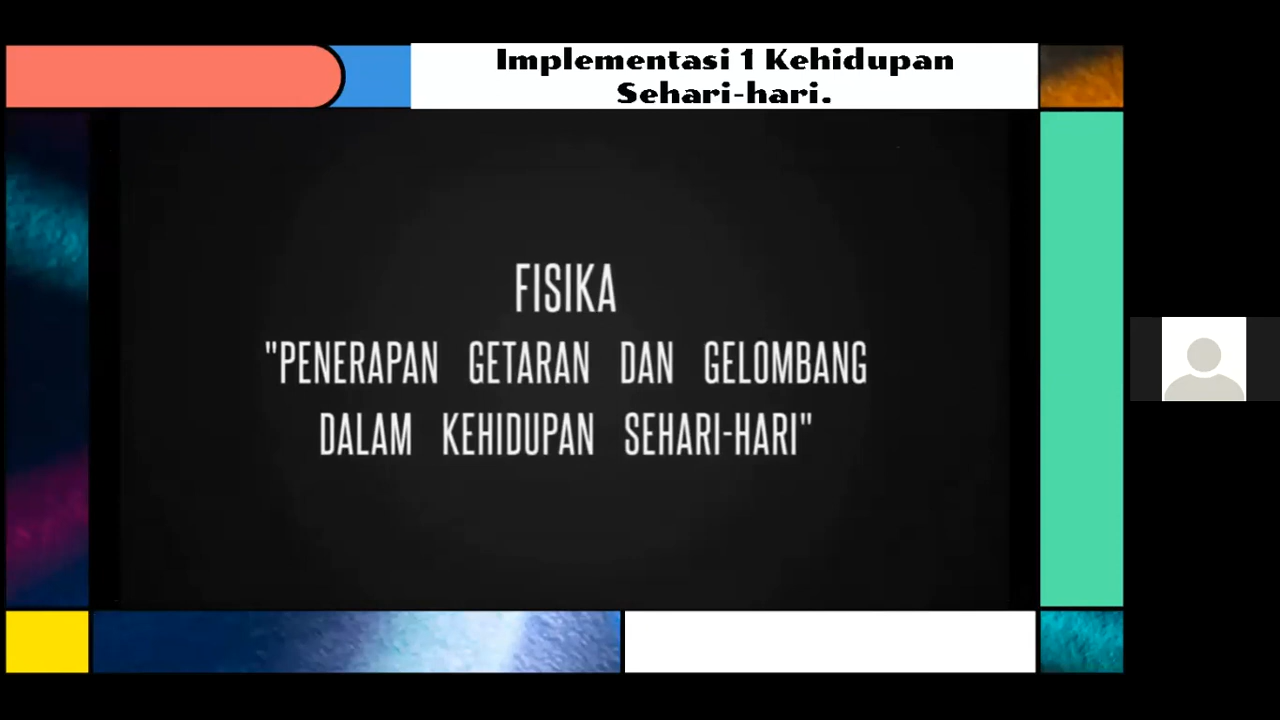 Implementasi 1 Kehidupan
Sehari-hari.
FISIKA
"PENERAPAN GETARAN DAN GELOMBANG
DALAM KEHIDUPAN SEHARI-HARI"